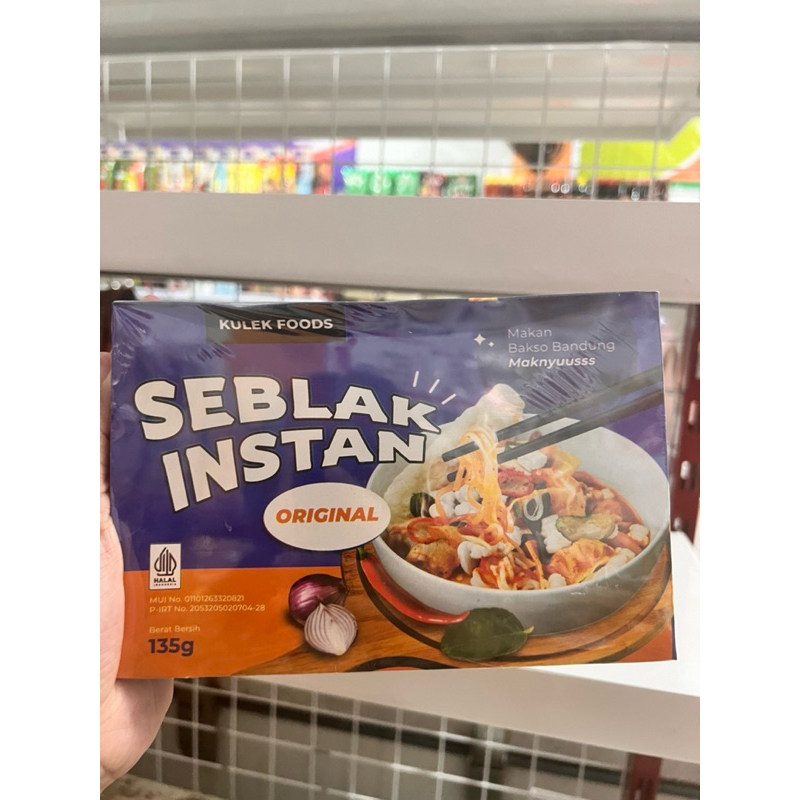 KULEK FOODS
Makan
Bakso Bandung
Maknyuusss
SEBLAK
INSTAN
ORIGINAL
HALAL
INDONESIA
MUI No. 01101263320821
P-IRT No. 2053205020704-28
Berat Bersih
135g